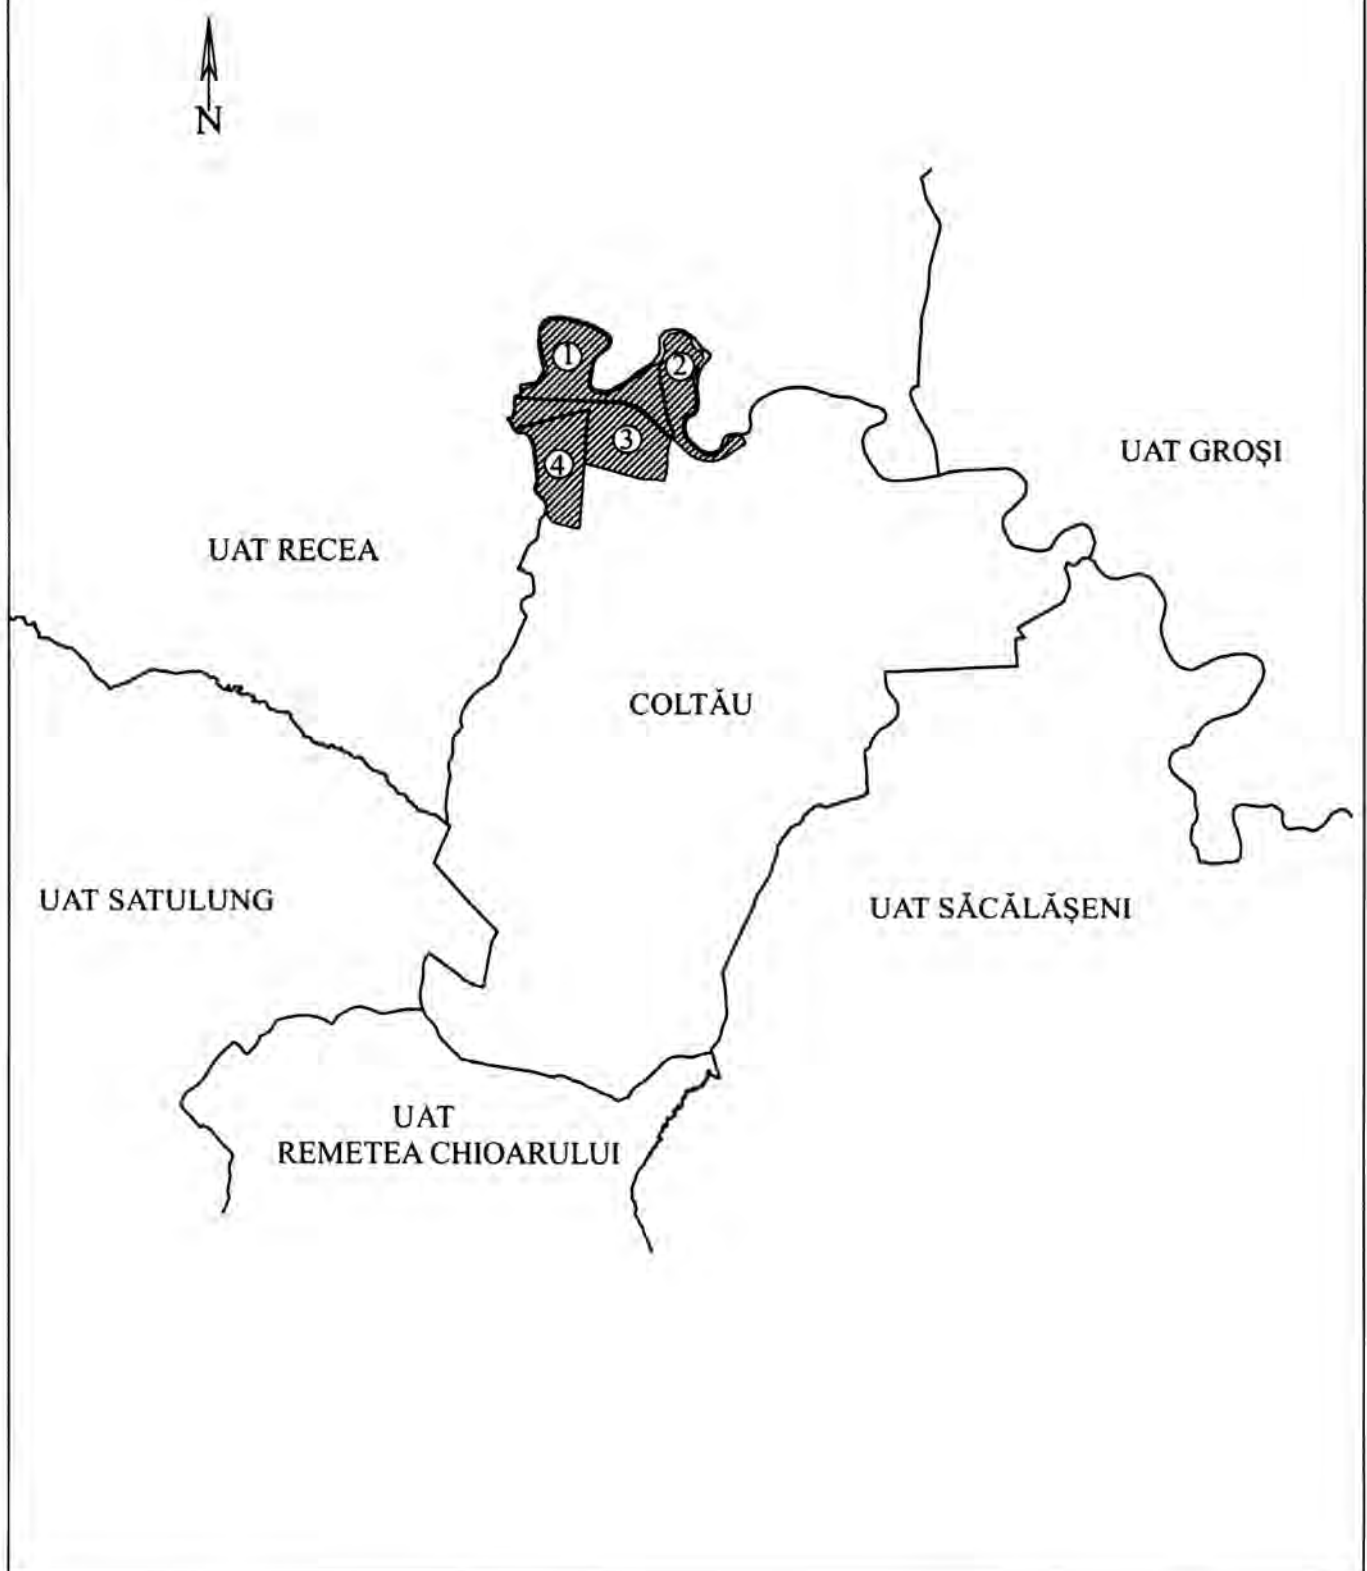 N
1
2
3
4
UAT GROȘI
UAT RECEA
COLTĂU
UAT SATULUNG
UAT SĂCĂLĂȘENI
UAT
REMETEA CHIOARULUI